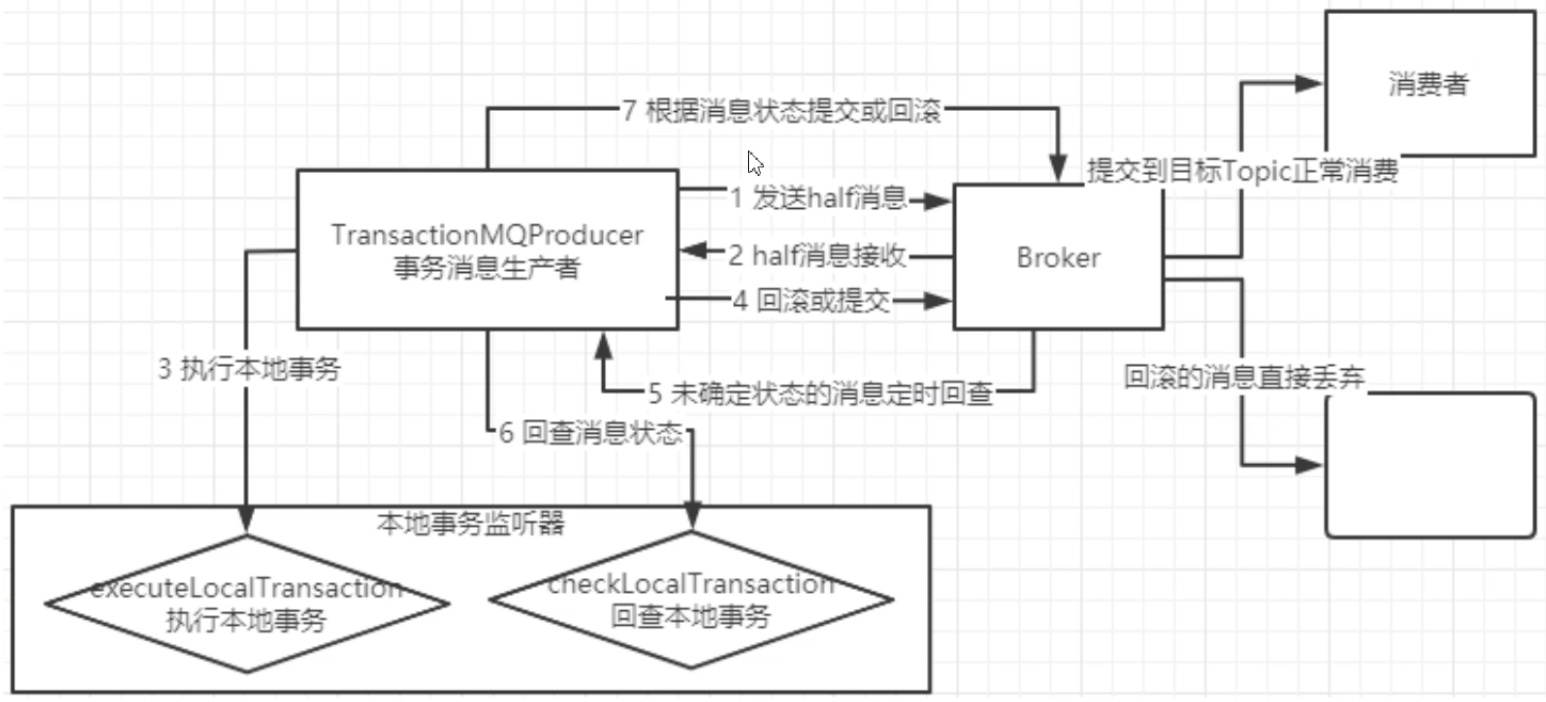 消费者
7 根据消息状态提交或回滚
提交到目标Topic正常消费
1 发送half消息
TransactionMQProducer
事务消息生产者
2 half消息接收
Broker
4 回滚或提交
3 执行本地事务
回滚的消息直接丢弃
5 未确定状态的消息定时回查
6 回查消息状态
本地事务监听器
executeLocalTransaction
执行本地事务
checkLocalTransaction
回查本地事务